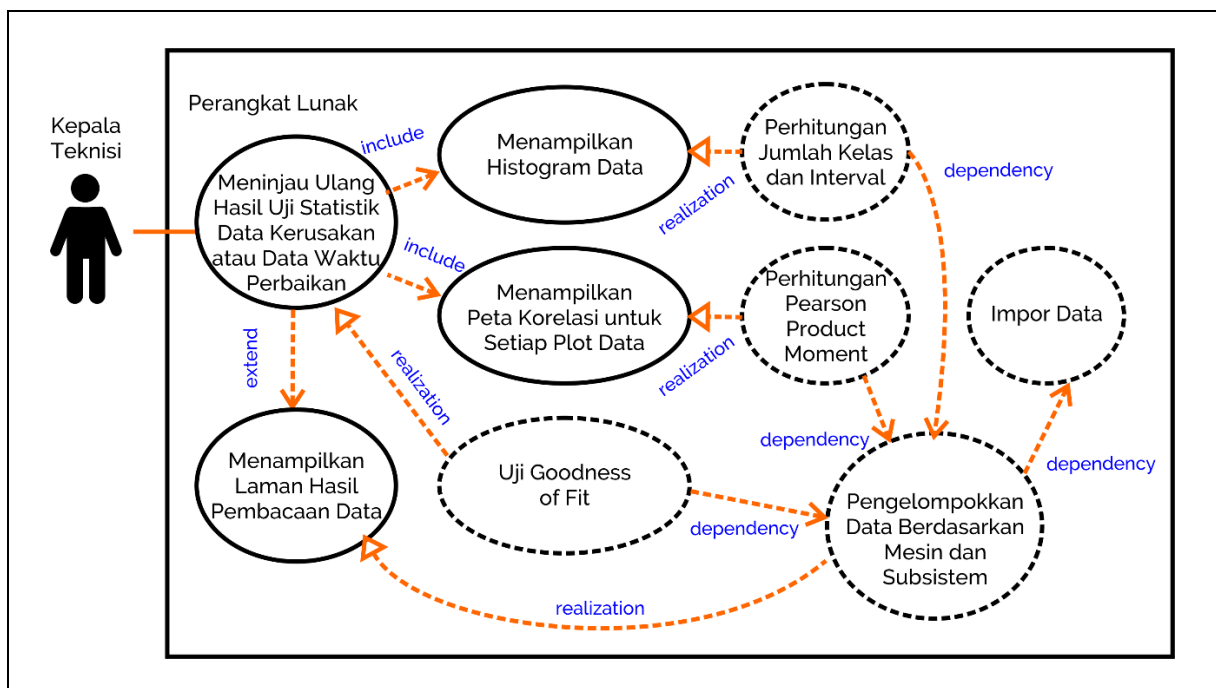 Kepala
Teknisi
Perangkat Lunak
Meninjau Ulang
Hasil Uji Statistik
Data Kerusakan
atau Data Waktu
Perbaikan
include
Menampilkan
Histogram Data
realization
Perhitungan
Jumlah Kelas
dan Interval
dependency
include
Menampilkan
Peta Korelasi untuk
Setiap Plot Data
realization
Perhitungan
Pearson
Product
Moment
Impor Data
extend
realization
Menampilkan
Laman Hasil
Pembacaan Data
Uji Goodness
of Fit
dependency
dependency
dependency
Pengelompokkan
Data Berdasarkan
Mesin dan
Subsistem
realization